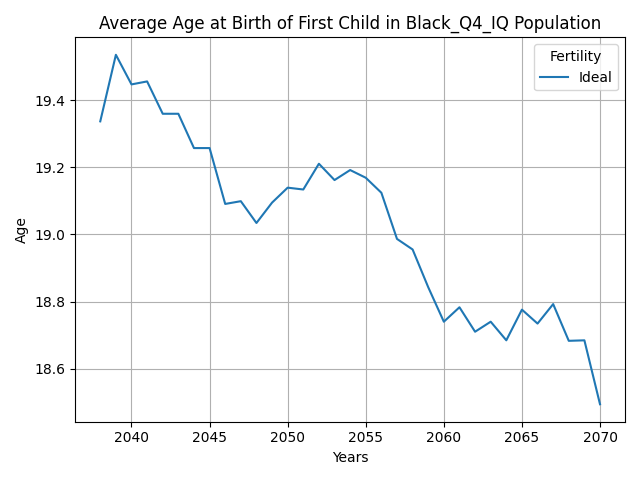 Average Age at Birth of First Child in Black_Q4_IQ Population
Fertility
Ideal
19.4
19.2
19.0
18.8
18.6
Age
2040 2045 2050 2055 2060 2065 2070
Years